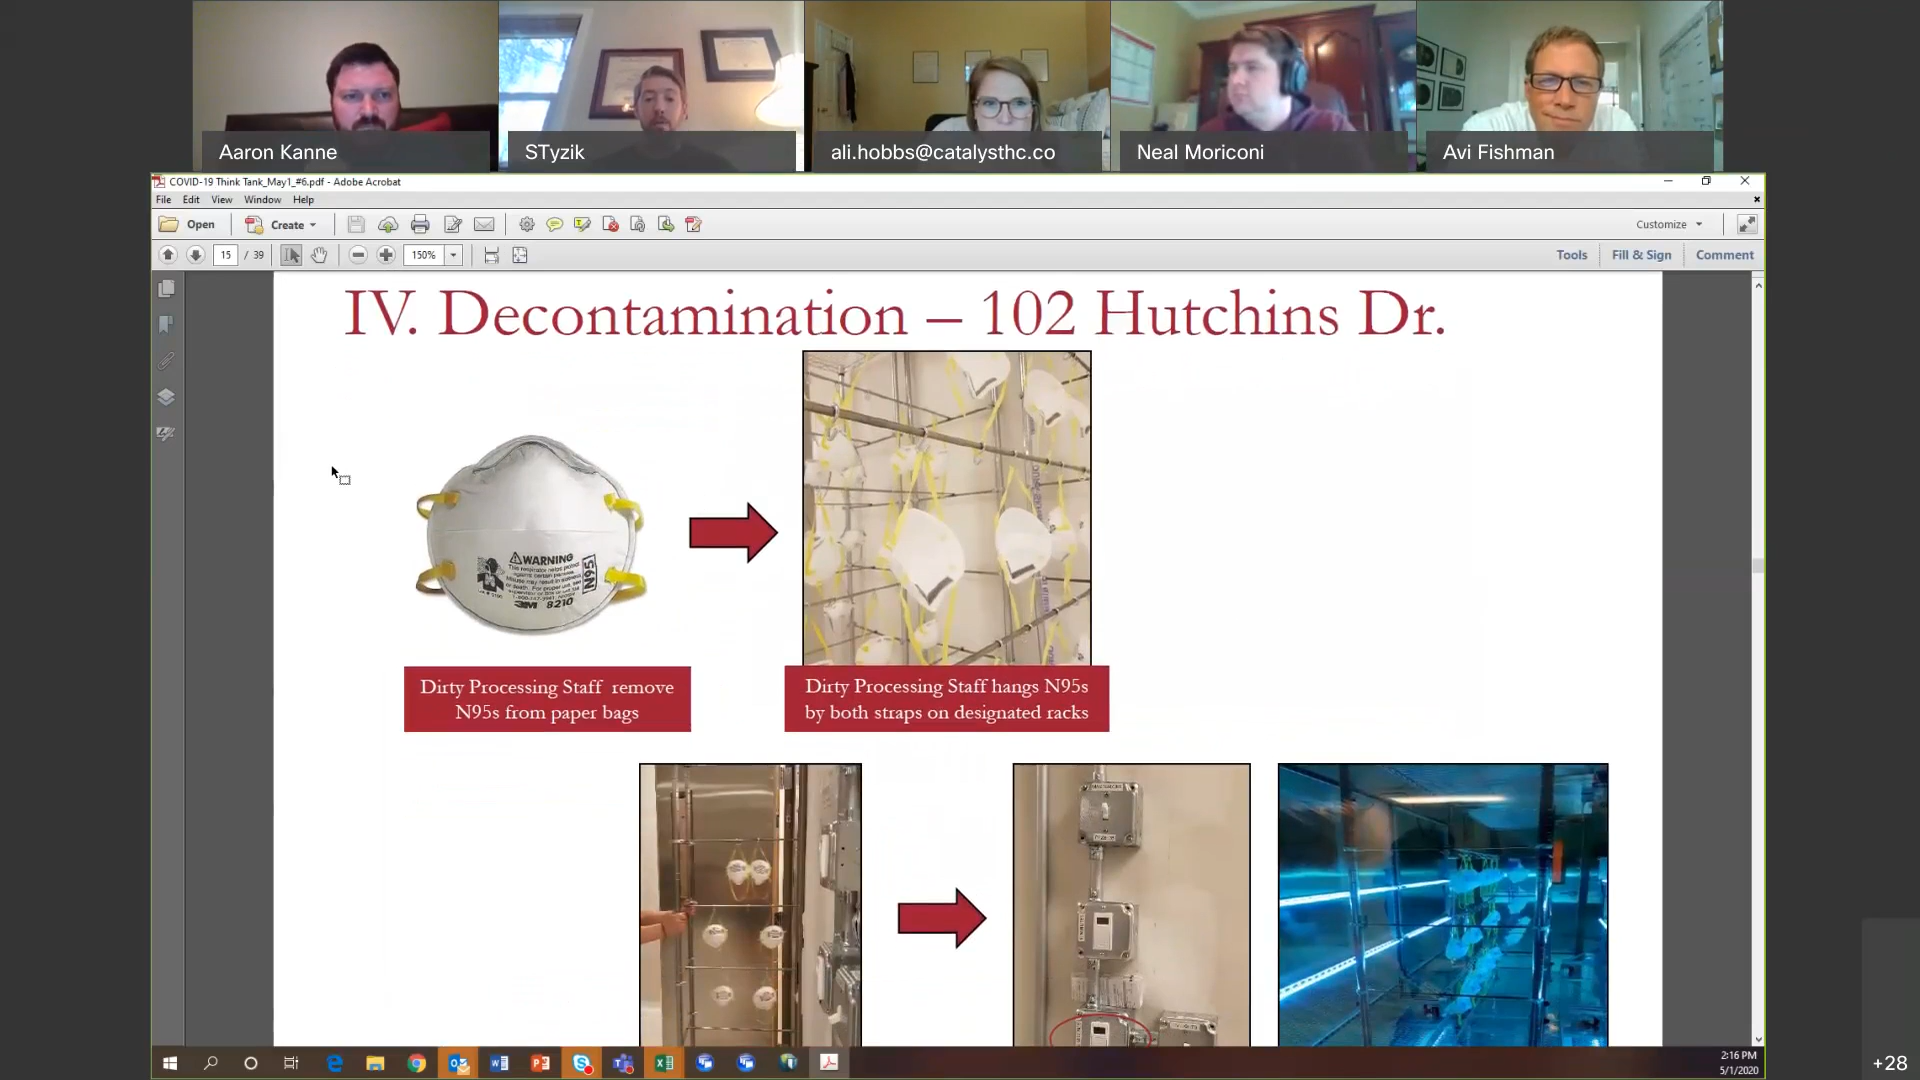 Aaron Kanne
STyzik
ali.hobbs@catalysthc.co
Neal Moriconi
Avi Fishman
COVID-19 Think Tank_May1_#6.pdf - Adobe Acrobat
File Edit View Window Help
Open
Create
Customize
15 / 39
150%
Tools
Fill & Sign
Comment
IV. Decontamination – 102 Hutchins Dr.
WARNING
N95
3M 8210
Dirty Processing Staff remove
N95s from paper bags
Dirty Processing Staff hangs N95s
by both straps on designated racks
2:16 PM
5/1/2020
+28